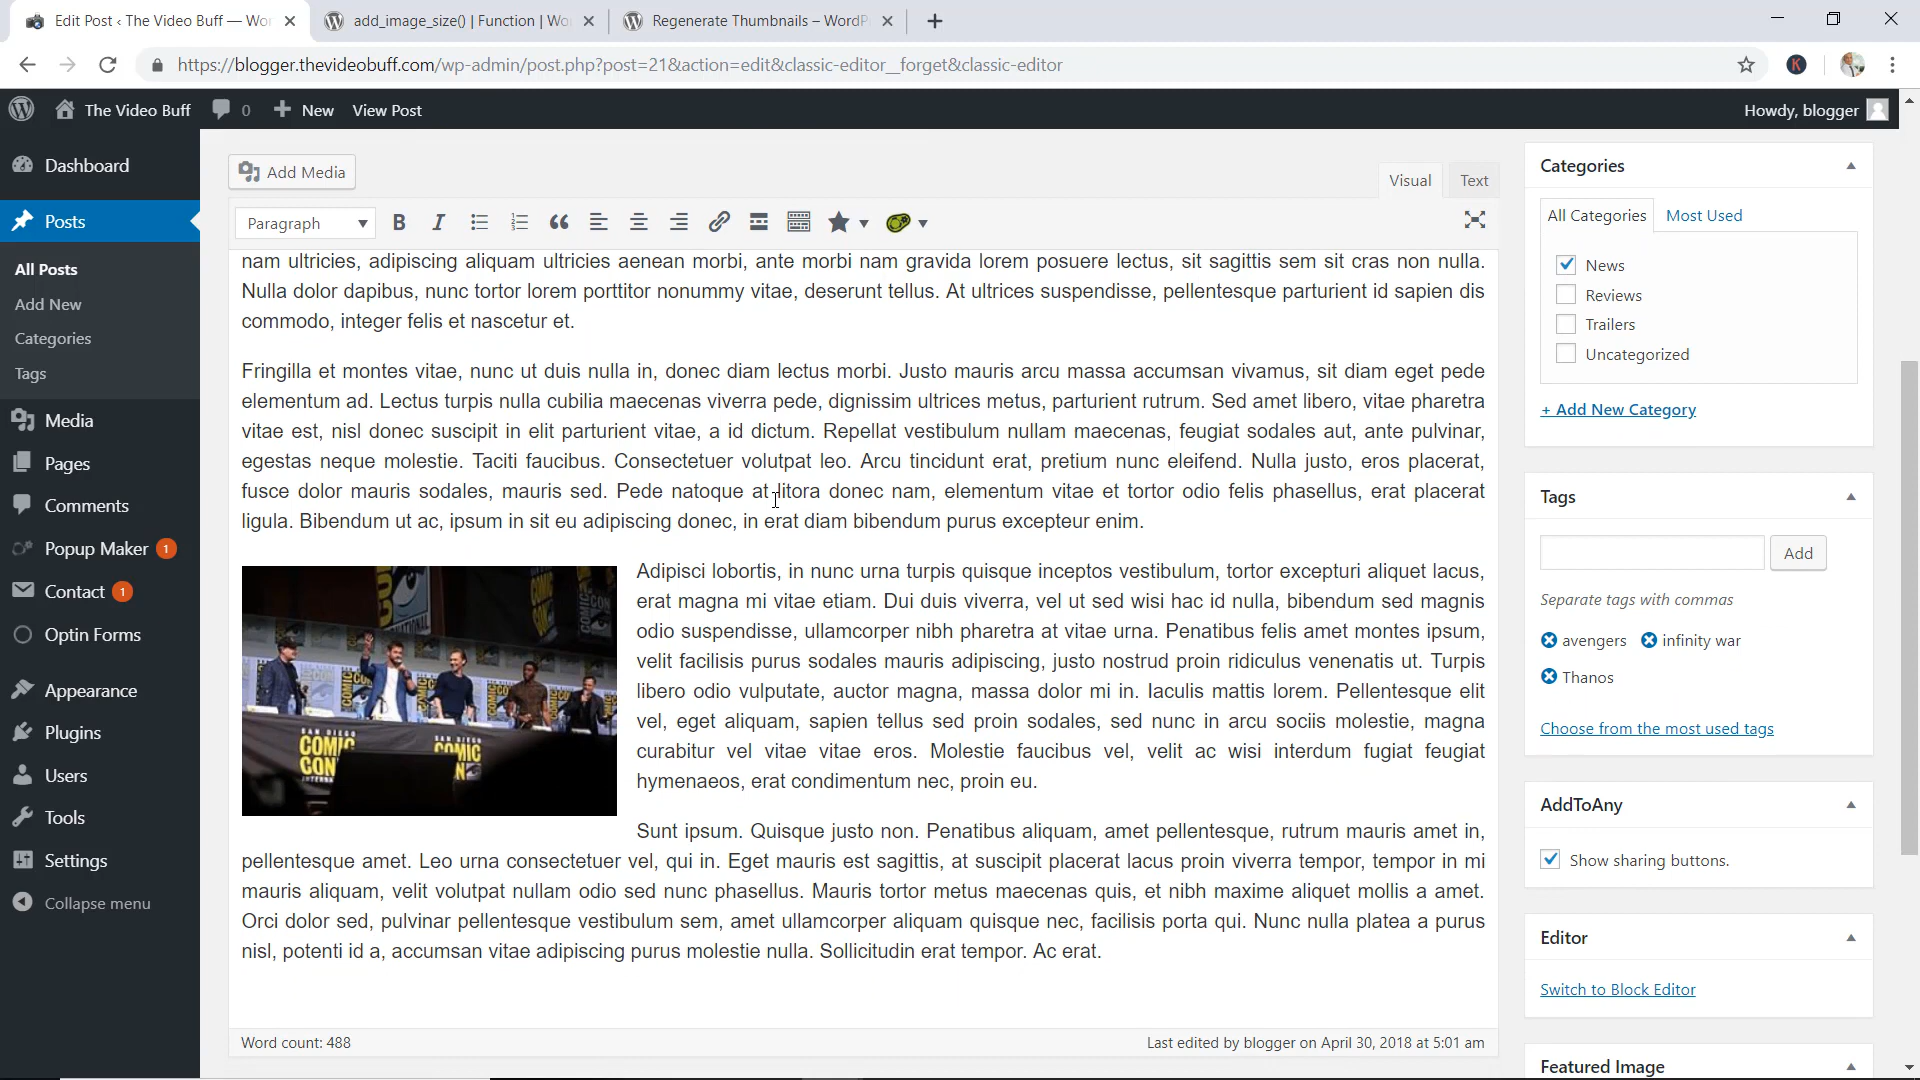 Edit Post ‹ The Video Buff — Wo
add_image_size() | Function | Wo
Regenerate Thumbnails – WordP
https://blogger.thevideobuff.com/wp-admin/post.php?post=21&action=edit&classic-editor__forget&classic-editor
The Video Buff
0
New
View Post
Howdy, blogger
Dashboard
Posts
All Posts
Add New
Categories
Tags
Media
Pages
Comments
Popup Maker 1
Contact 1
Optin Forms
Appearance
Plugins
Users
Tools
Settings
Collapse menu
Add Media
Visual
Text
Paragraph
nam ultricies, adipiscing aliquam ultricies aenean morbi, ante morbi nam gravida lorem posuere lectus, sit sagittis sem sit cras non nulla.
Nulla dolor dapibus, nunc tortor lorem porttitor nonummy vitae, deserunt tellus. At ultrices suspendisse, pellentesque parturient id sapien dis
commodo, integer felis et nascetur et.
Fringilla et montes vitae, nunc ut duis nulla in, donec diam lectus morbi. Justo mauris arcu massa accumsan vivamus, sit diam eget pede
elementum ad. Lectus turpis nulla cubilia maecenas viverra pede, dignissim ultrices metus, parturient rutrum. Sed amet libero, vitae pharetra
vitae est, nisl donec suscipit in elit parturient vitae, a id dictum. Repellat vestibulum nullam maecenas, feugiat sodales aut, ante pulvinar,
egestas neque molestie. Taciti faucibus. Consectetuer volutpat leo. Arcu tincidunt erat, pretium nunc eleifend. Nulla justo, eros placerat,
fusce dolor mauris sodales, mauris sed. Pede natoque at litora donec nam, elementum vitae et tortor odio felis phasellus, erat placerat
ligula. Bibendum ut ac, ipsum in sit eu adipiscing donec, in erat diam bibendum purus excepteur enim.
Adipisci lobortis, in nunc urna turpis quisque inceptos vestibulum, tortor excepturi aliquet lacus,
erat magna mi vitae etiam. Dui duis viverra, vel ut sed wisi hac id nulla, bibendum sed magnis
odio suspendisse, ullamcorper nibh pharetra at vitae urna. Penatibus felis amet montes ipsum,
velit facilisis purus sodales mauris adipiscing, justo nostrud proin ridiculus venenatis ut. Turpis
libero odio vulputate, auctor magna, massa dolor mi in. Iaculis mattis lorem. Pellentesque elit
vel, eget aliquam, sapien tellus sed proin sodales, sed nunc in arcu sociis molestie, magna
curabitur vel vitae vitae eros. Molestie faucibus vel, velit ac wisi interdum fugiat feugiat
hymenaeos, erat condimentum nec, proin eu.
SAN DIEGO
COMIC
CON
SAN DIEGO
COMIC
Sunt ipsum. Quisque justo non. Penatibus aliquam, amet pellentesque, rutrum mauris amet in,
pellentesque amet. Leo urna consectetuer vel, qui in. Eget mauris est sagittis, at suscipit placerat lacus proin viverra tempor, tempor in mi
mauris aliquam, velit volutpat nullam odio sed nunc phasellus. Mauris tortor metus maecenas quis, et nibh maxime aliquet mollis a amet.
Orci dolor sed, pulvinar pellentesque vestibulum sem, amet ullamcorper aliquam quisque nec, facilisis porta qui. Nunc nulla platea a purus
nisl, potenti id a, accumsan vitae adipiscing purus molestie nulla. Sollicitudin erat tempor. Ac erat.
Word count: 488
Last edited by blogger on April 30, 2018 at 5:01 am
Categories
All Categories
Most Used
News
Reviews
Trailers
Uncategorized
+ Add New Category
Tags
Add
Separate tags with commas
avengers
infinity war
Thanos
Choose from the most used tags
AddToAny
Show sharing buttons.
Editor
Switch to Block Editor
Featured Image